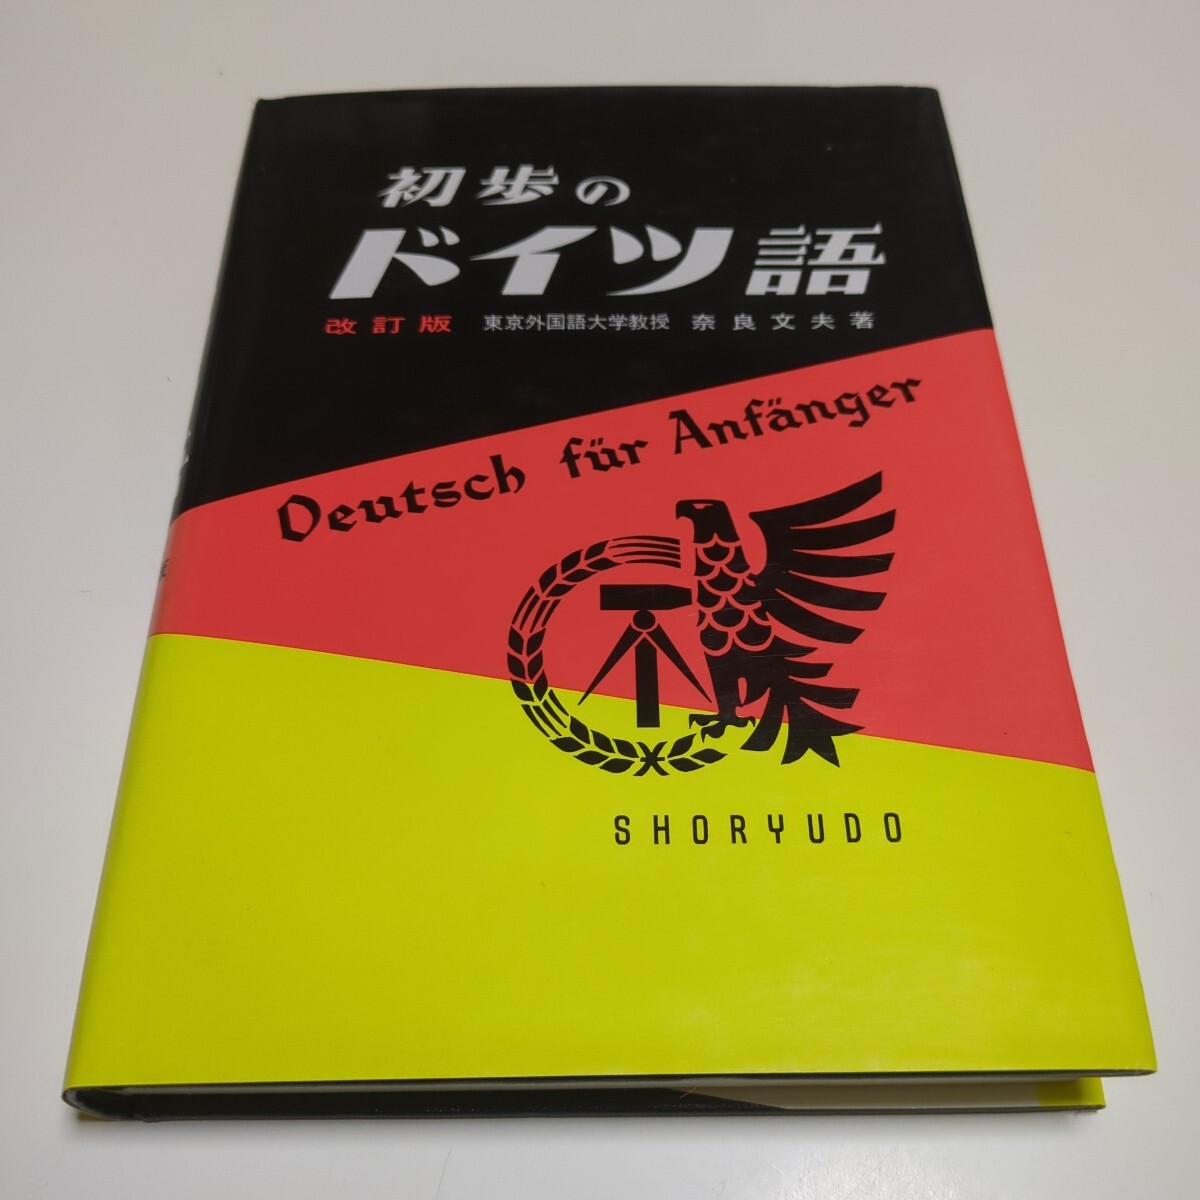 初歩の
ドイツ語
改訂版 東京外国語大学教授 奈良文夫著
Deutsch für Anfänger
SHORYUDO